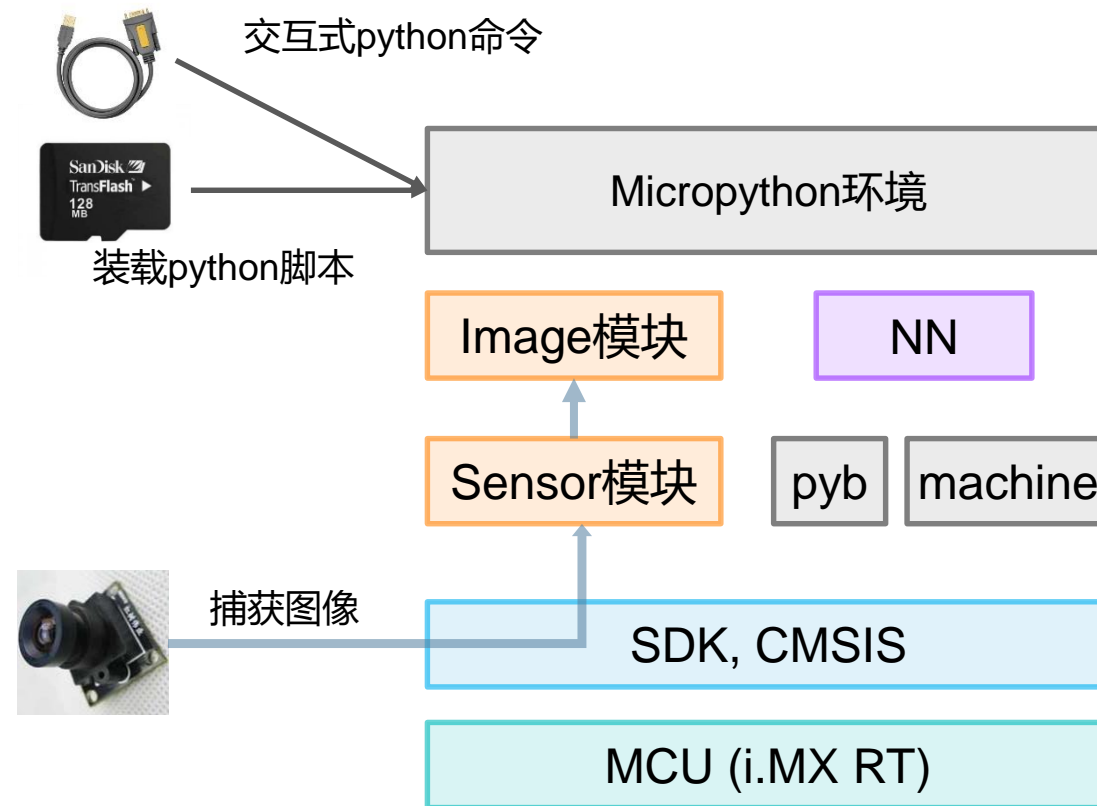 交互式python命令
SanDisk
TransFlash
128
MB
Micropython环境
装载python脚本
Image模块
NN
Sensor模块
pyb
machine
捕获图像
SDK, CMSIS
MCU (i.MX RT)